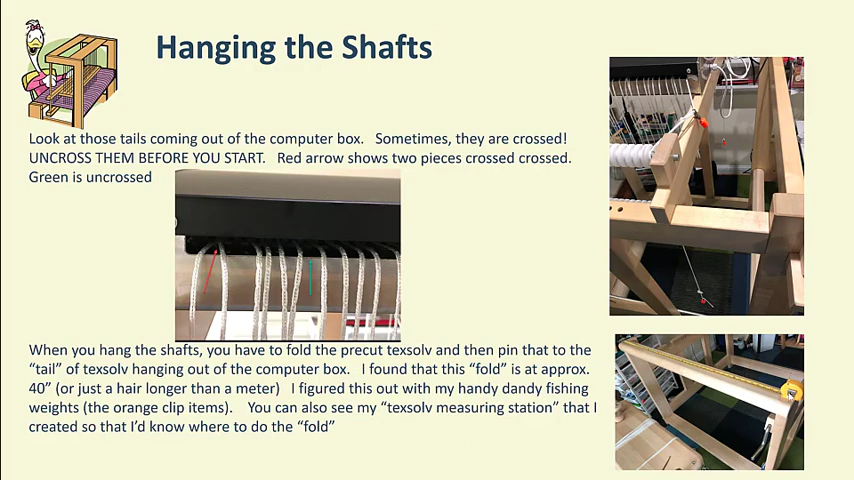 Hanging the Shafts
Look at those tails coming out of the computer box. Sometimes, they are crossed!
UNCROSS THEM BEFORE YOU START. Red arrow shows two pieces crossed crossed.
Green is uncrossed
When you hang the shafts, you have to fold the precut texsolv and then pin that to the
“tail” of texsolv hanging out of the computer box. I found that this “fold” is at approx.
40” (or just a hair longer than a meter) I figured this out with my handy dandy fishing
weights (the orange clip items). You can also see my “texsolv measuring station” that I
created so that I’d know where to do the “fold”